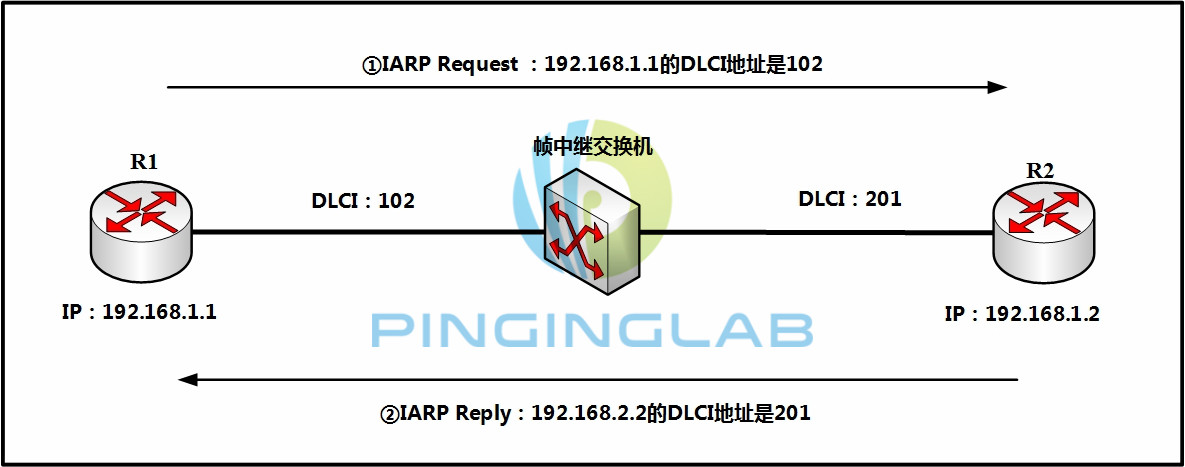 ①IARP Request ：192.168.1.1的DLCI地址是102
帧中继交换机
R1
R2
DLCI：102
DLCI：201
IP：192.168.1.1
IP：192.168.1.2
PINGINGLAB
②IARP Reply：192.168.2.2的DLCI地址是201